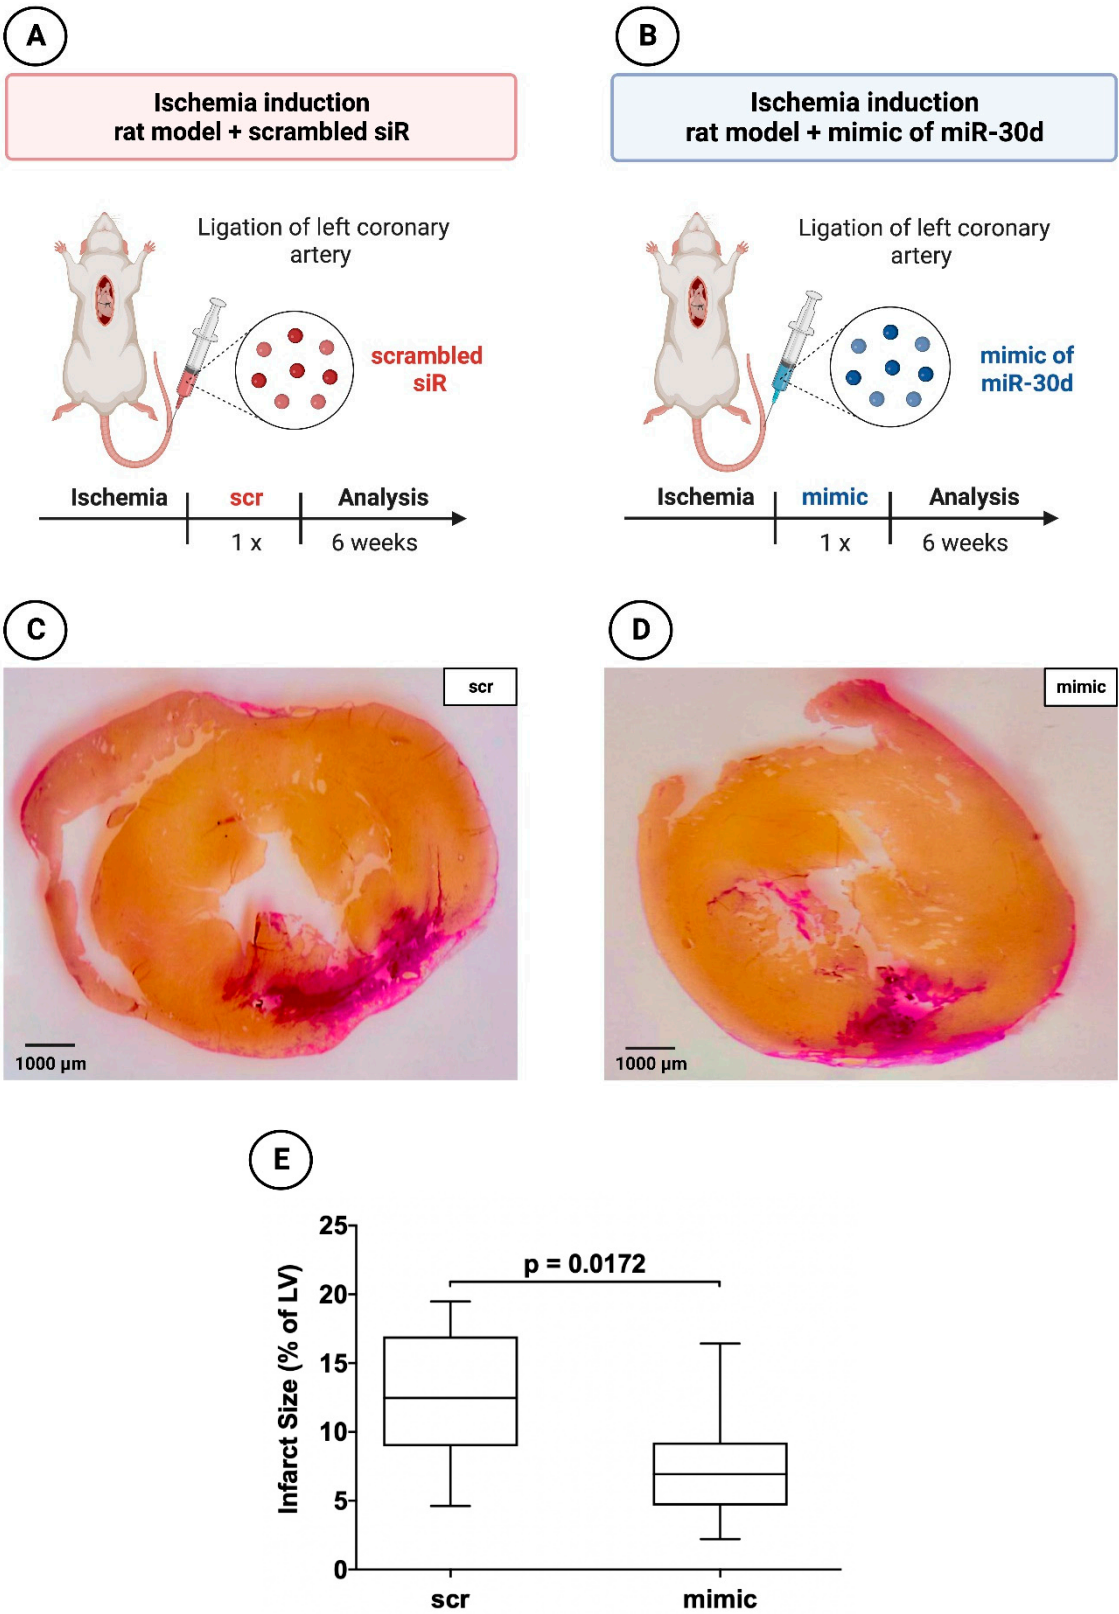 A
Ischemia induction
rat model + scrambled siR
Ligation of left coronary
artery
scrambled
siR
Ischemia
scr
Analysis
1 x
6 weeks
B
Ischemia induction
rat model + mimic of miR-30d
Ligation of left coronary
artery
mimic of
miR-30d
Ischemia
mimic
Analysis
1 x
6 weeks
C
scr
1000 µm
D
mimic
1000 µm
E
25
20
15
10
5
0
Infarct Size (% of LV)
p = 0.0172
scr
mimic